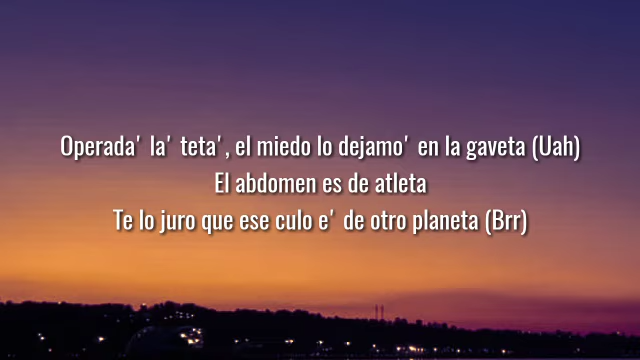 Operada' la' teta', el miedo lo dejamo' en la gaveta (Uah)
El abdomen es de atleta
Te lo juro que ese culo e' de otro planeta (Brr)